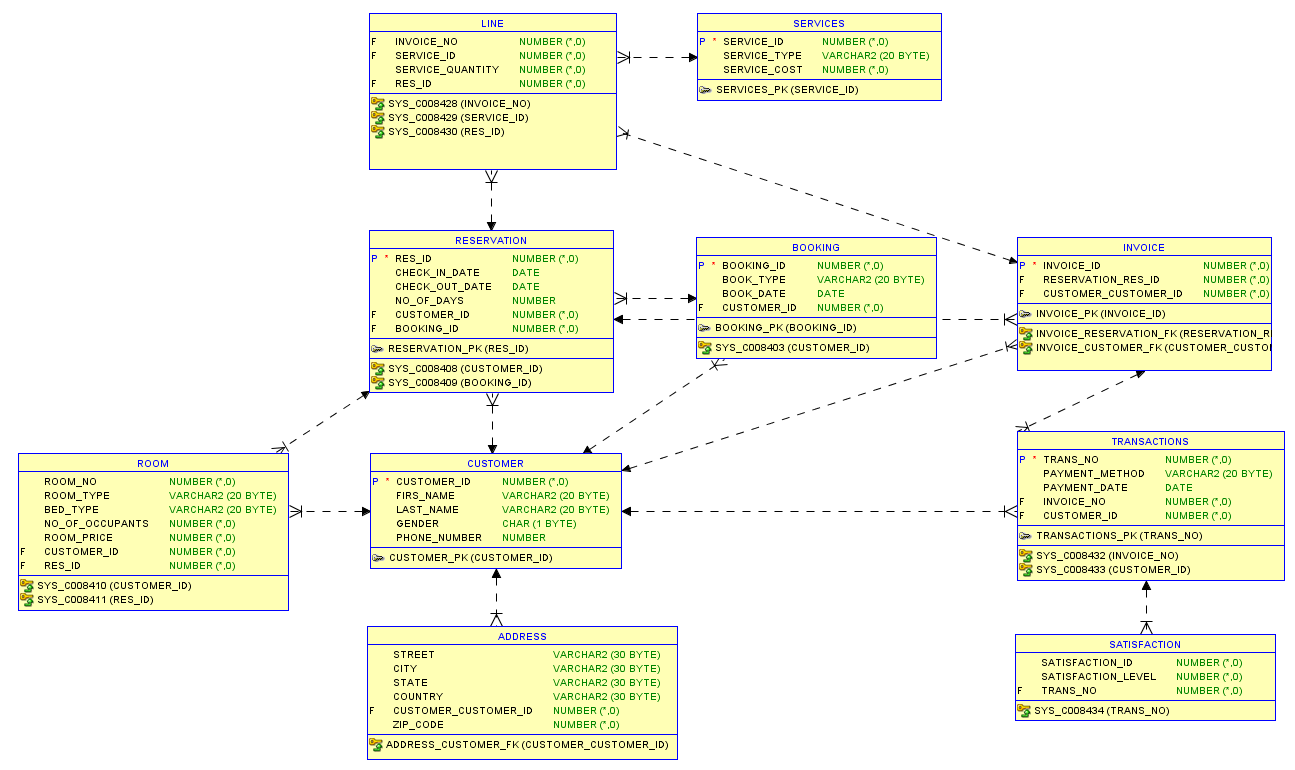 LINE
F INVOICE_NO NUMBER (*,0)
F SERVICE_ID NUMBER (*,0)
SERVICE_QUANTITY NUMBER (*,0)
F RES_ID NUMBER (*,0)
SYS_C008428 (INVOICE_NO)
SYS_C008429 (SERVICE_ID)
SYS_C008430 (RES_ID)
SERVICES
P * SERVICE_ID NUMBER (*,0)
SERVICE_TYPE VARCHAR2 (20 BYTE)
SERVICE_COST NUMBER (*,0)
SERVICES_PK (SERVICE_ID)
RESERVATION
P * RES_ID NUMBER (*,0)
CHECK_IN_DATE DATE
CHECK_OUT_DATE DATE
NO_OF_DAYS NUMBER
F CUSTOMER_ID NUMBER (*,0)
F BOOKING_ID NUMBER (*,0)
RESERVATION_PK (RES_ID)
SYS_C008408 (CUSTOMER_ID)
SYS_C008409 (BOOKING_ID)
BOOKING
P * BOOKING_ID NUMBER (*,0)
BOOK_TYPE VARCHAR2 (20 BYTE)
BOOK_DATE DATE
F CUSTOMER_ID NUMBER (*,0)
BOOKING_PK (BOOKING_ID)
SYS_C008403 (CUSTOMER_ID)
INVOICE
P * INVOICE_ID NUMBER (*,0)
F RESERVATION_RES_ID NUMBER (*,0)
F CUSTOMER_CUSTOMER_ID NUMBER (*,0)
INVOICE_PK (INVOICE_ID)
INVOICE_RESERVATION_FK (RESERVATION_R
INVOICE_CUSTOMER_FK (CUSTOMER_CUSTO
ROOM
ROOM_NO NUMBER (*,0)
ROOM_TYPE VARCHAR2 (20 BYTE)
BED_TYPE VARCHAR2 (20 BYTE)
NO_OF_OCCUPANTS NUMBER (*,0)
ROOM_PRICE NUMBER (*,0)
F CUSTOMER_ID NUMBER (*,0)
F RES_ID NUMBER (*,0)
SYS_C008410 (CUSTOMER_ID)
SYS_C008411 (RES_ID)
CUSTOMER
P * CUSTOMER_ID NUMBER (*,0)
FIRS_NAME VARCHAR2 (20 BYTE)
LAST_NAME VARCHAR2 (20 BYTE)
GENDER CHAR (1 BYTE)
PHONE_NUMBER NUMBER
CUSTOMER_PK (CUSTOMER_ID)
TRANSACTIONS
P * TRANS_NO NUMBER (*,0)
PAYMENT_METHOD VARCHAR2 (20 BYTE)
PAYMENT_DATE DATE
F INVOICE_NO NUMBER (*,0)
F CUSTOMER_ID NUMBER (*,0)
TRANSACTIONS_PK (TRANS_NO)
SYS_C008432 (INVOICE_NO)
SYS_C008433 (CUSTOMER_ID)
ADDRESS
STREET VARCHAR2 (30 BYTE)
CITY VARCHAR2 (30 BYTE)
STATE VARCHAR2 (30 BYTE)
COUNTRY VARCHAR2 (30 BYTE)
F CUSTOMER_CUSTOMER_ID NUMBER (*,0)
ZIP_CODE NUMBER (*,0)
ADDRESS_CUSTOMER_FK (CUSTOMER_CUSTOMER_ID)
SATISFACTION
SATISFACTION_ID NUMBER (*,0)
SATISFACTION_LEVEL NUMBER (*,0)
F TRANS_NO NUMBER (*,0)
SYS_C008434 (TRANS_NO)